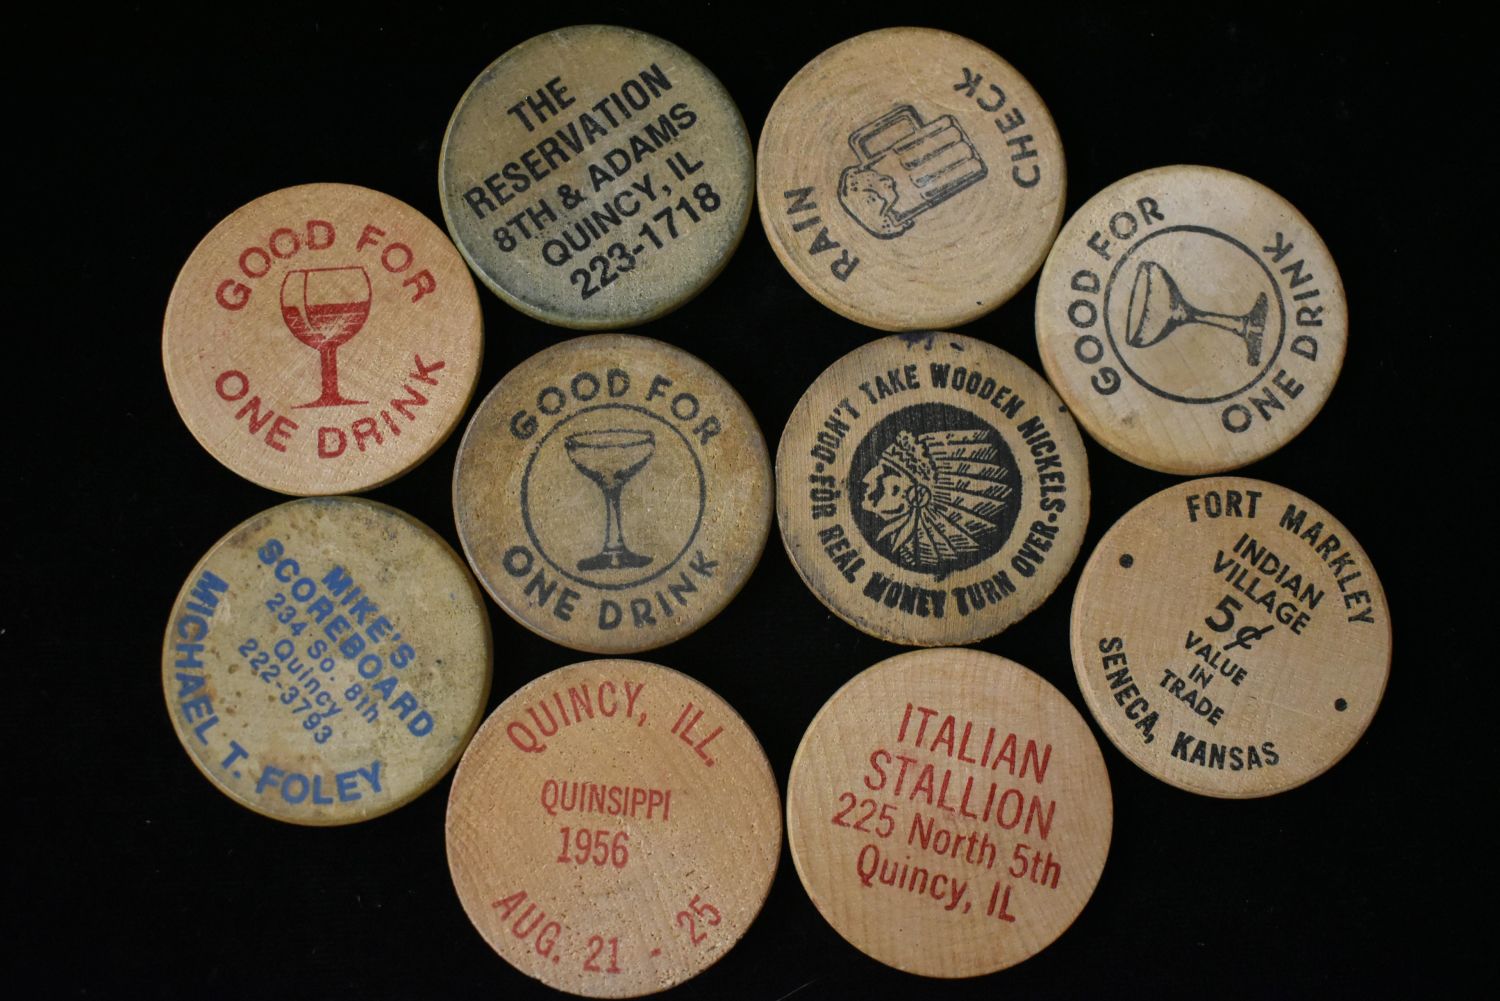 THE
RESERVATION
8TH & ADAMS
QUINCY, IL
223-1718
RAIN
CHECK
GOOD FOR
ONE DRINK
GOOD FOR
ONE DRINK
GOOD FOR
ONE DRINK
DON'T TAKE WOODEN NICKELS
FOR REAL MONEY TURN OVER
FORT MARKLEY
INDIAN
VILLAGE
5¢
VALUE
IN
TRADE
SENECA, KANSAS
MIKE'S
SCOREBOARD
234 So. 8th
Quincy
222-3793
MICHAEL T. FOLEY
QUINCY, ILL.
QUINSIPPI
1956
AUG. 21 - 25
ITALIAN
STALLION
225 North 5th
Quincy, IL